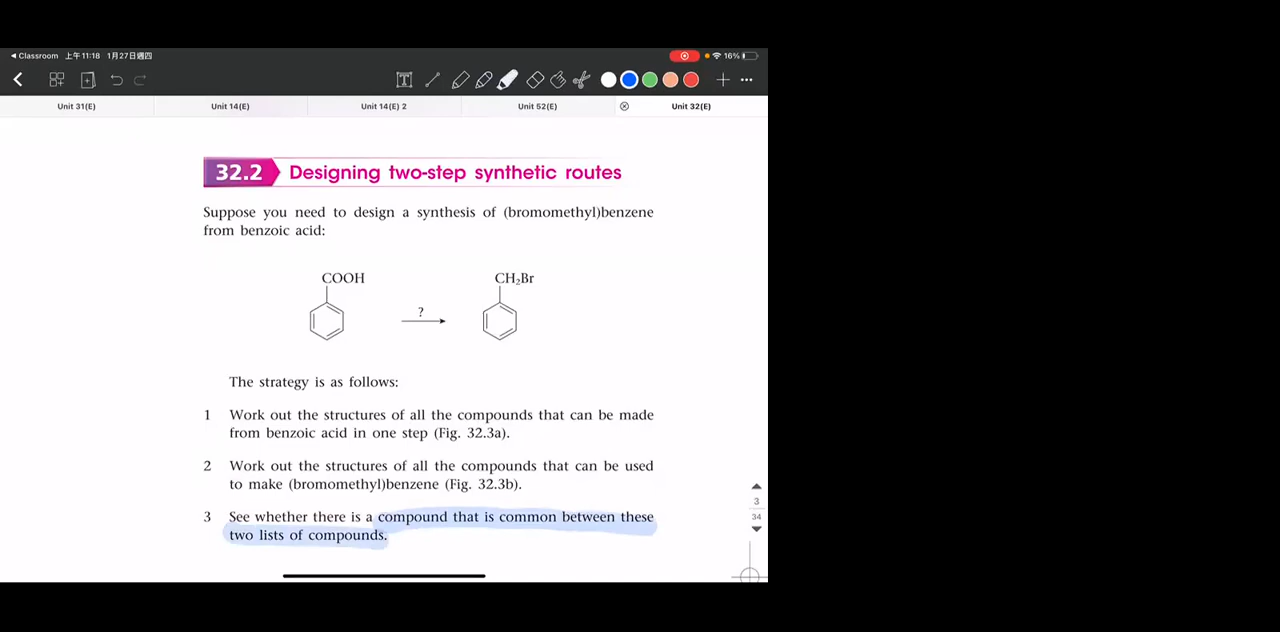 ◄ Classroom 上午11:18 1月27日週四
16%
Unit 31(E) Unit 14(E) Unit 14(E) 2 Unit 52(E) Unit 32(E)
32.2 Designing two-step synthetic routes
Suppose you need to design a synthesis of (bromomethyl)benzene
from benzoic acid:
COOH CH₂Br
?
The strategy is as follows:
1 Work out the structures of all the compounds that can be made
from benzoic acid in one step (Fig. 32.3a).
2 Work out the structures of all the compounds that can be used
to make (bromomethyl)benzene (Fig. 32.3b).
3 See whether there is a compound that is common between these
two lists of compounds.
3
34